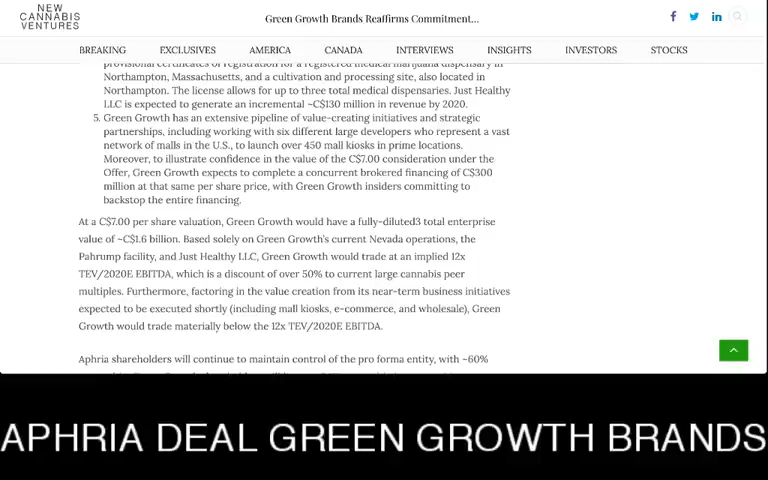 NEW
CANNABIS
VENTURES
Green Growth Brands Reaffirms Commitment...
BREAKING EXCLUSIVES AMERICA CANADA INTERVIEWS INSIGHTS INVESTORS STOCKS
provisional certificates of registration for a registered medical marijuana dispensary in
Northampton, Massachusetts, and a cultivation and processing site, also located in
Northampton. The license allows for up to three total medical dispensaries. Just Healthy
LLC is expected to generate an incremental ~C$130 million in revenue by 2020.
5. Green Growth has an extensive pipeline of value-creating initiatives and strategic
partnerships, including working with six different large developers who represent a vast
network of malls in the U.S., to launch over 450 mall kiosks in prime locations.
Moreover, to illustrate confidence in the value of the C$7.00 consideration under the
Offer, Green Growth expects to complete a concurrent brokered financing of C$300
million at that same per share price, with Green Growth insiders committing to
backstop the entire financing.
At a C$7.00 per share valuation, Green Growth would have a fully-diluted3 total enterprise
value of ~C$1.6 billion. Based solely on Green Growth's current Nevada operations, the
Pahrump facility, and Just Healthy LLC, Green Growth would trade at an implied 12x
TEV/2020E EBITDA, which is a discount of over 50% to current large cannabis peer
multiples. Furthermore, factoring in the value creation from its near-term business initiatives
expected to be executed shortly (including mall kiosks, e-commerce, and wholesale), Green
Growth would trade materially below the 12x TEV/2020E EBITDA.
Aphria shareholders will continue to maintain control of the pro forma entity, with ~60%
APHRIA DEAL GREEN GROWTH BRANDS